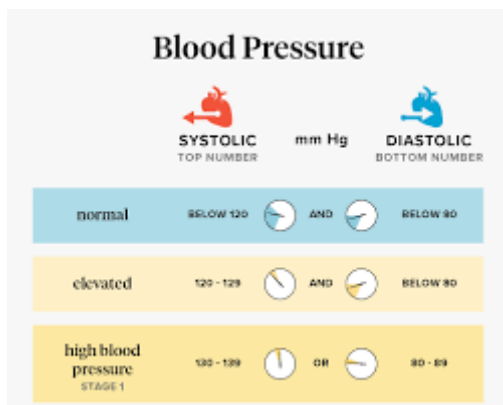 Blood Pressure
SYSTOLIC mm Hg DIASTOLIC
TOP NUMBER BOTTOM NUMBER
normal BELOW 120 AND BELOW 80
elevated 120 - 129 AND BELOW 80
high blood
pressure 130 - 139 OR 80 - 89
STAGE 1